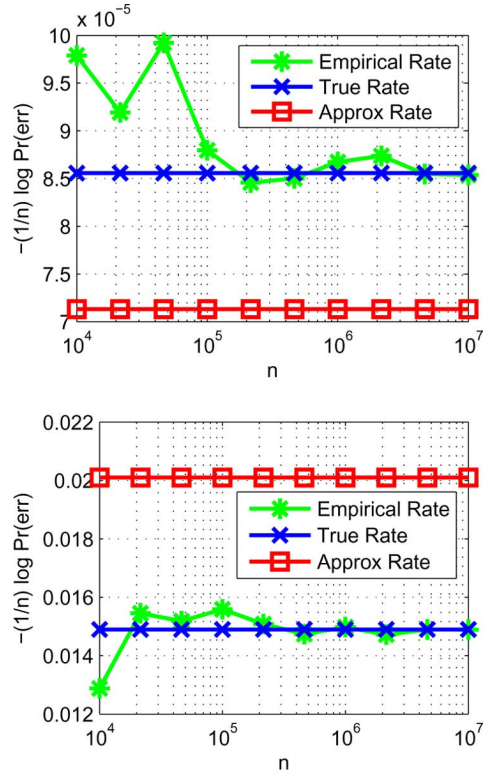 x 10^-5
10
9.5
9
8.5
8
7.5
7
−(1/n) log Pr(err)
Empirical Rate
True Rate
Approx Rate
10^4 10^5 10^6 10^7
n
0.022
0.02
0.018
0.016
0.014
0.012
−(1/n) log Pr(err)
Empirical Rate
True Rate
Approx Rate
10^4 10^5 10^6 10^7
n